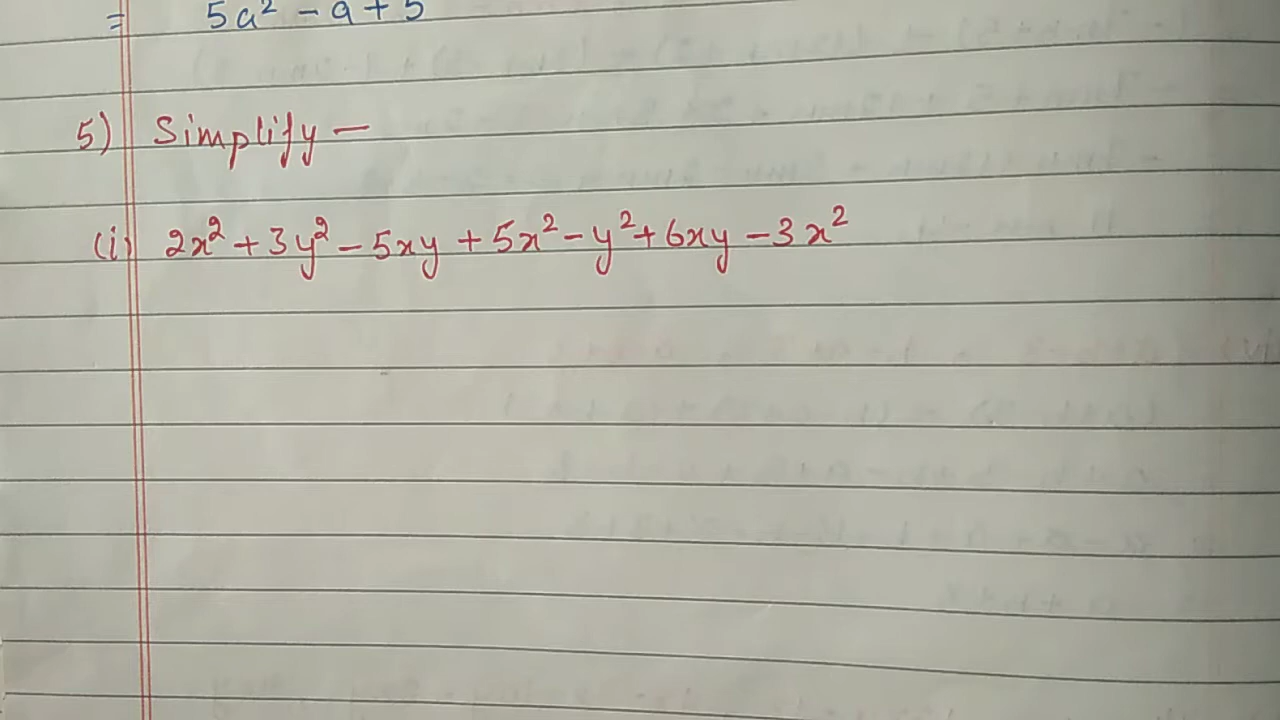 = 5a² - a + 5
5) Simplify —
(i) 2x² + 3y² - 5xy + 5x² - y² + 6xy - 3x²